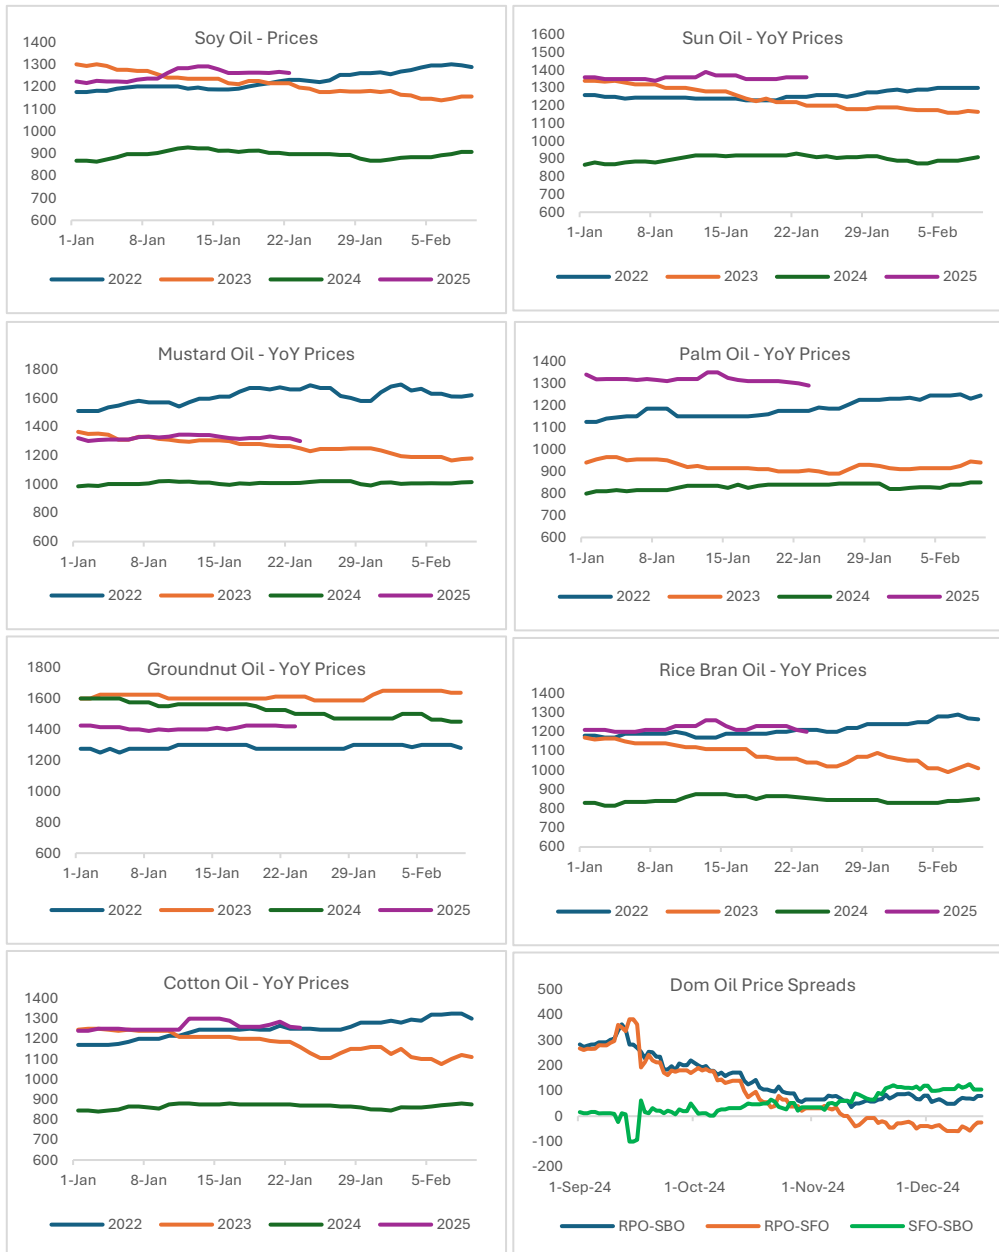 Soy Oil - Prices
1400
1300
1200
1100
1000
900
800
700
600
1-Jan 8-Jan 15-Jan 22-Jan 29-Jan 5-Feb
2022 2023 2024 2025
Sun Oil - YoY Prices
1600
1500
1400
1300
1200
1100
1000
900
800
700
600
1-Jan 8-Jan 15-Jan 22-Jan 29-Jan 5-Feb
2022 2023 2024 2025
Mustard Oil - YoY Prices
1800
1600
1400
1200
1000
800
600
1-Jan 8-Jan 15-Jan 22-Jan 29-Jan 5-Feb
2022 2023 2024 2025
Palm Oil - YoY Prices
1400
1300
1200
1100
1000
900
800
700
600
1-Jan 8-Jan 15-Jan 22-Jan 29-Jan 5-Feb
2022 2023 2024 2025
Groundnut Oil - YoY Prices
1800
1600
1400
1200
1000
800
600
1-Jan 8-Jan 15-Jan 22-Jan 29-Jan 5-Feb
2022 2023 2024 2025
Rice Bran Oil - YoY Prices
1400
1300
1200
1100
1000
900
800
700
600
1-Jan 8-Jan 15-Jan 22-Jan 29-Jan 5-Feb
2022 2023 2024 2025
Cotton Oil - YoY Prices
1400
1300
1200
1100
1000
900
800
700
600
1-Jan 8-Jan 15-Jan 22-Jan 29-Jan 5-Feb
2022 2023 2024 2025
Dom Oil Price Spreads
500
400
300
200
100
0
-100
-200
1-Sep-24 1-Oct-24 1-Nov-24 1-Dec-24
RPO-SBO RPO-SFO SFO-SBO